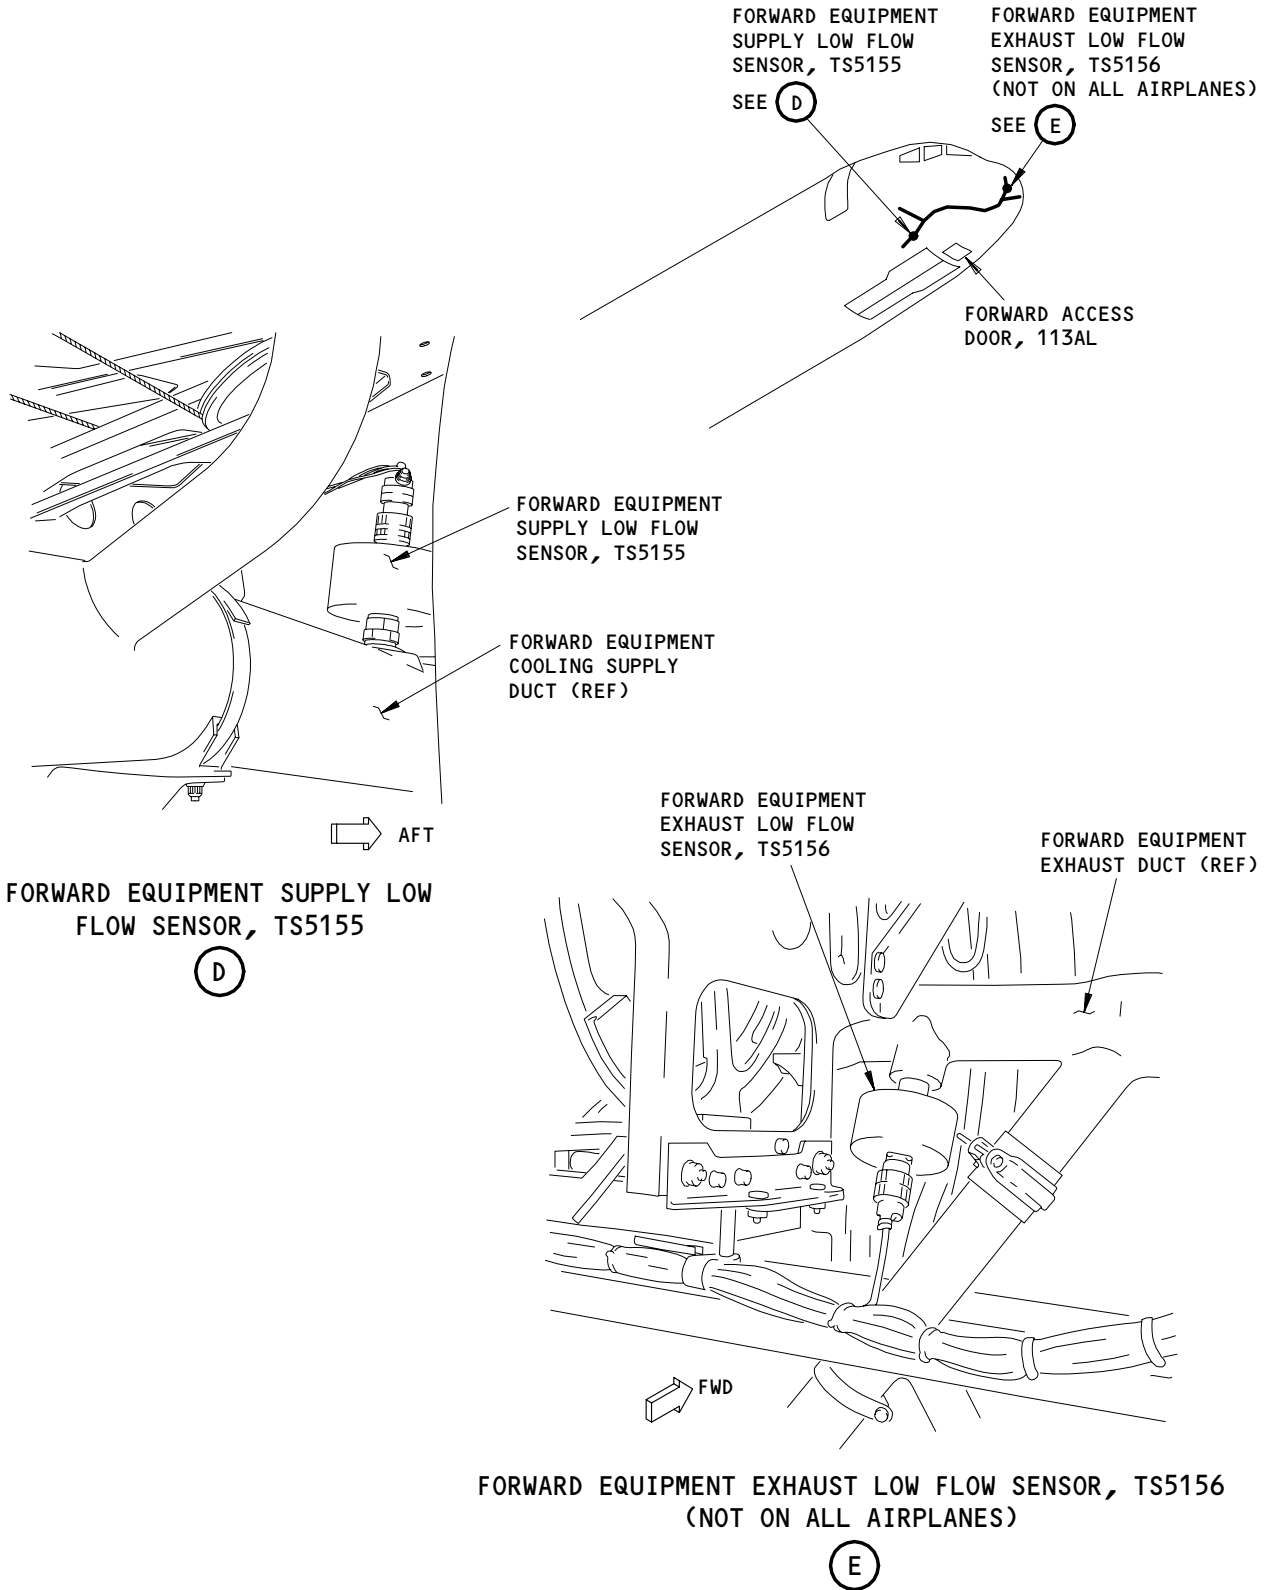 FORWARD EQUIPMENT
SUPPLY LOW FLOW
SENSOR, TS5155
SEE D
FORWARD EQUIPMENT
EXHAUST LOW FLOW
SENSOR, TS5156
(NOT ON ALL AIRPLANES)
SEE E
FORWARD ACCESS
DOOR, 113AL
FORWARD EQUIPMENT
SUPPLY LOW FLOW
SENSOR, TS5155
FORWARD EQUIPMENT
COOLING SUPPLY
DUCT (REF)
AFT
FORWARD EQUIPMENT SUPPLY LOW
FLOW SENSOR, TS5155
D
FORWARD EQUIPMENT
EXHAUST LOW FLOW
SENSOR, TS5156
FORWARD EQUIPMENT
EXHAUST DUCT (REF)
FWD
FORWARD EQUIPMENT EXHAUST LOW FLOW SENSOR, TS5156
(NOT ON ALL AIRPLANES)
E